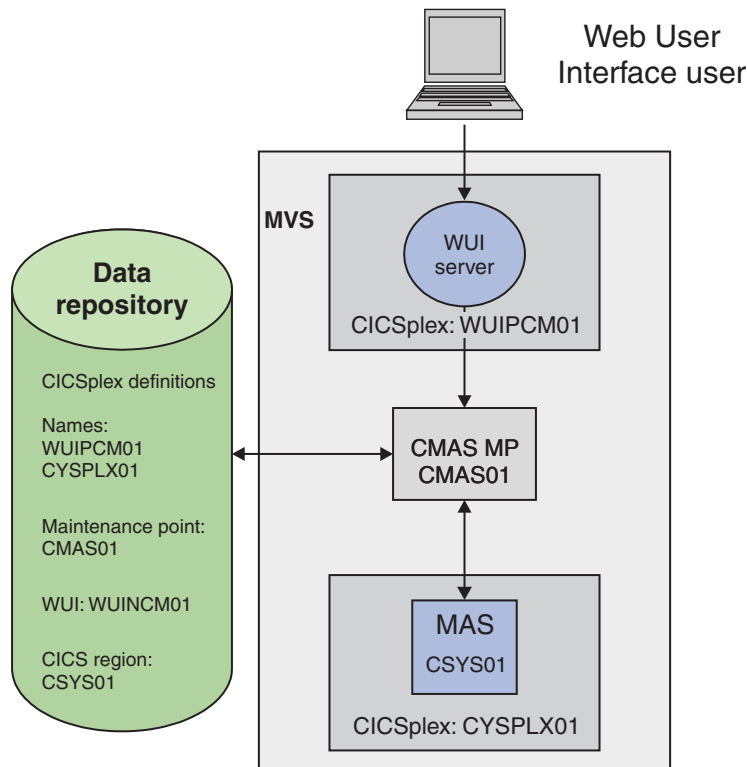 Web User
Interface user
MVS
WUI
server
CICSplex: WUIPCM01
Data
repository
CICSplex definitions
Names:
WUIPCM01
CYSPLX01
Maintenance point:
CMAS01
WUI: WUINCM01
CICS region:
CSYS01
CMAS MP
CMAS01
MAS
CSYS01
CICSplex: CYSPLX01